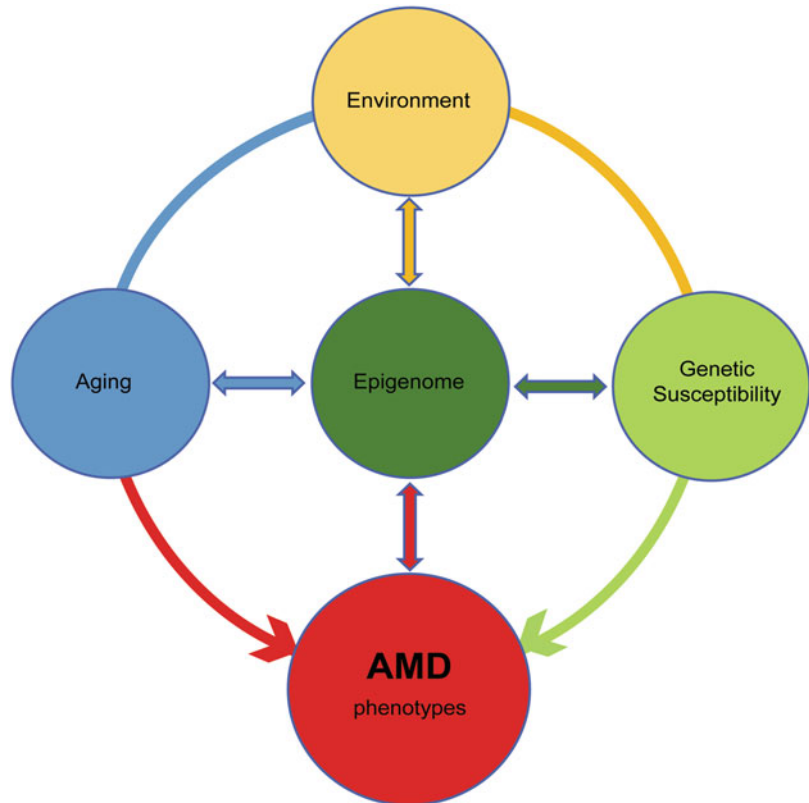 Environment
Aging
Epigenome
Genetic
Susceptibility
AMD
phenotypes